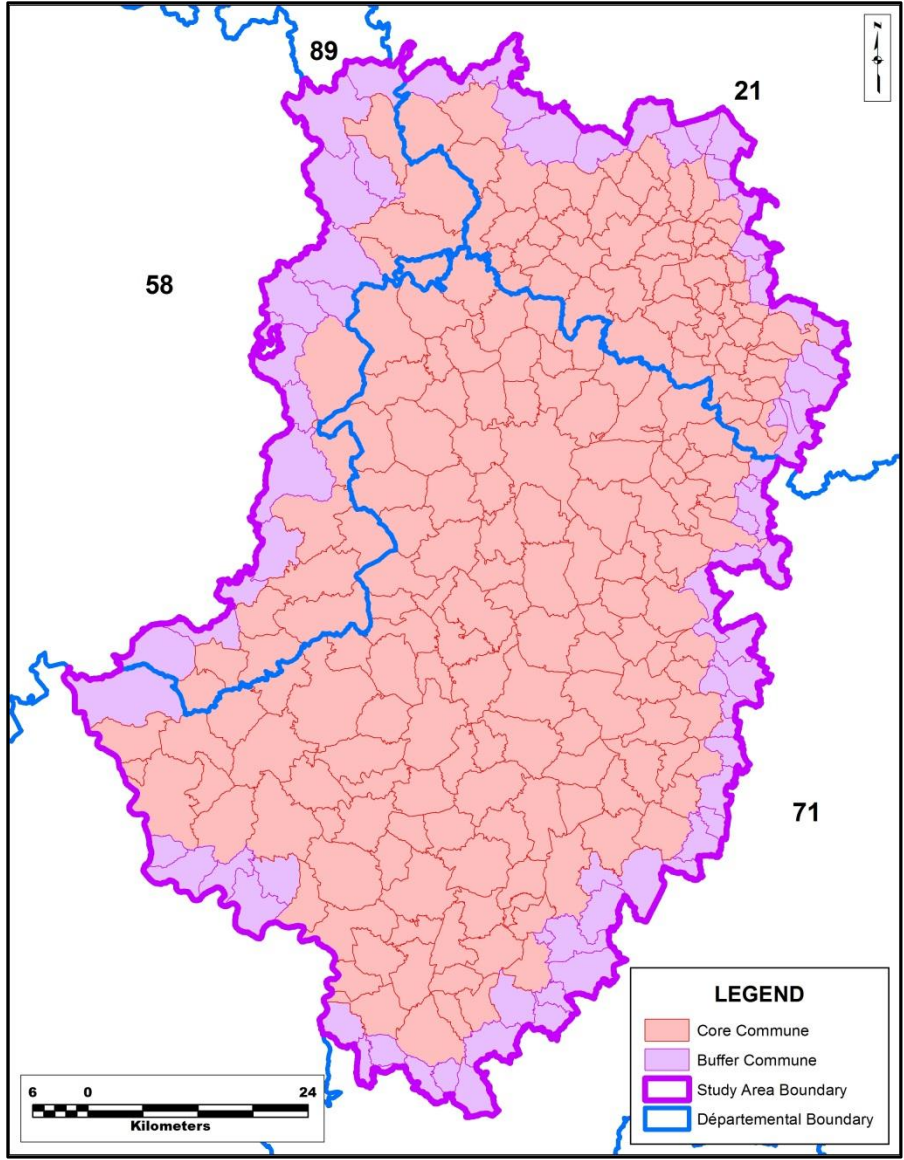 89
21
N
58
71
LEGEND
Core Commune
Buffer Commune
Study Area Boundary
Départemental Boundary
6 0 24
Kilometers